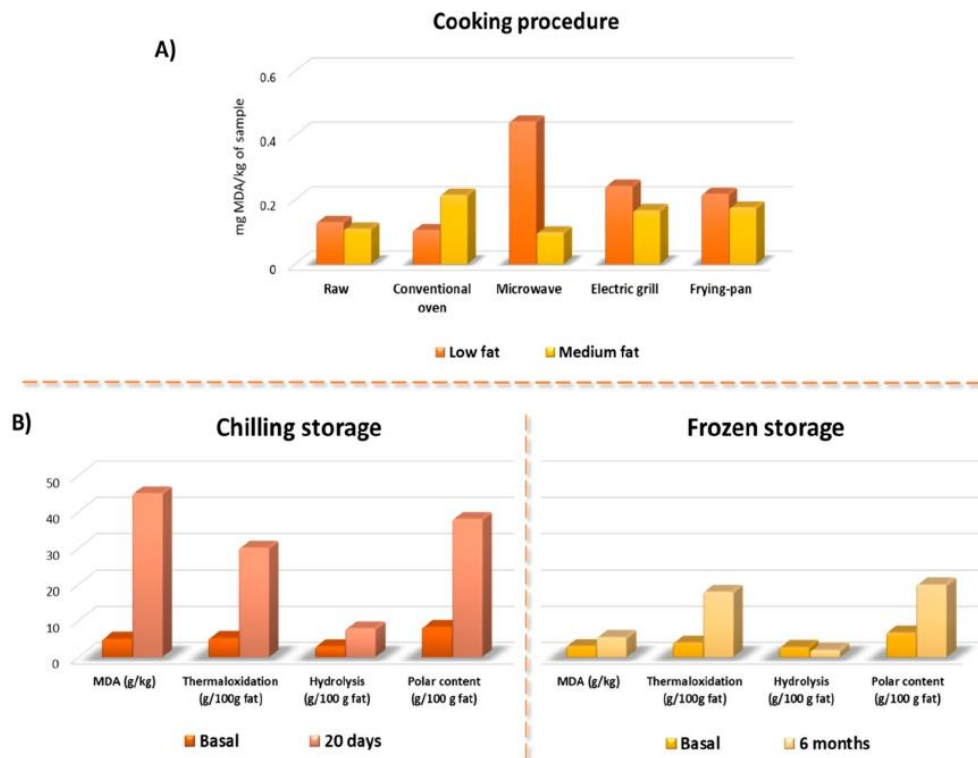 Cooking procedure
A)
mg MDA/kg of sample
0.6
0.4
0.2
0
Raw
Conventional
oven
Microwave
Electric grill
Frying-pan
Low fat
Medium fat
B)
Chilling storage
50
40
30
20
10
0
MDA (g/kg)
Thermaloxidation
(g/100g fat)
Hydrolysis
(g/100 g fat)
Polar content
(g/100 g fat)
Basal
20 days
Frozen storage
MDA (g/kg)
Thermaloxidation
(g/100 g fat)
Hydrolysis
(g/100 g fat)
Polar content
(g/100 g fat)
Basal
6 months